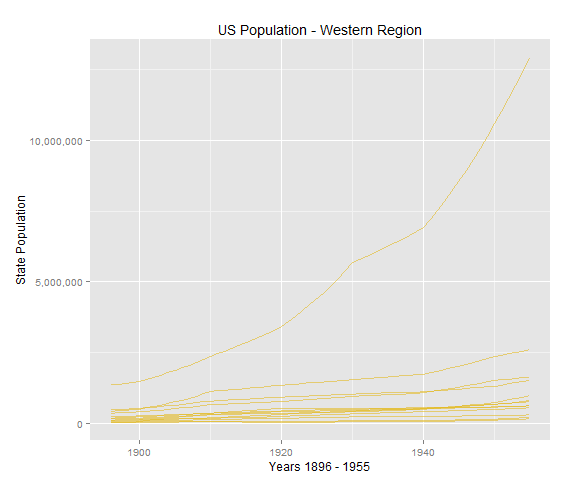 US Population - Western Region
State Population
10,000,000
5,000,000
0
1900
1920
1940
Years 1896 - 1955